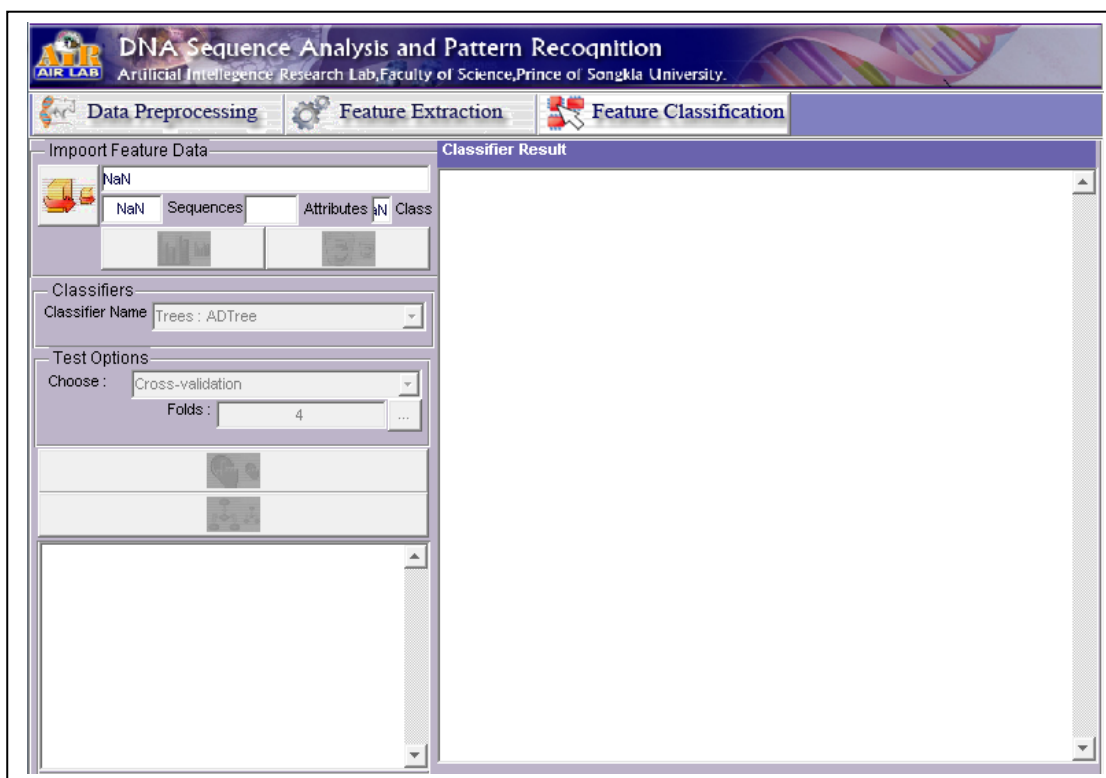 DNA Sequence Analysis and Pattern Recognition
AIR LAB Artificial Intellegence Research Lab,Faculty of Science,Prince of Songkla University.
Data Preprocessing Feature Extraction Feature Classification
Impoort Feature Data
Classifier Result
NaN
NaN Sequences Attributes aN Class
Classifiers
Classifier Name Trees : ADTree
Test Options
Choose : Cross-validation
Folds : 4 ...